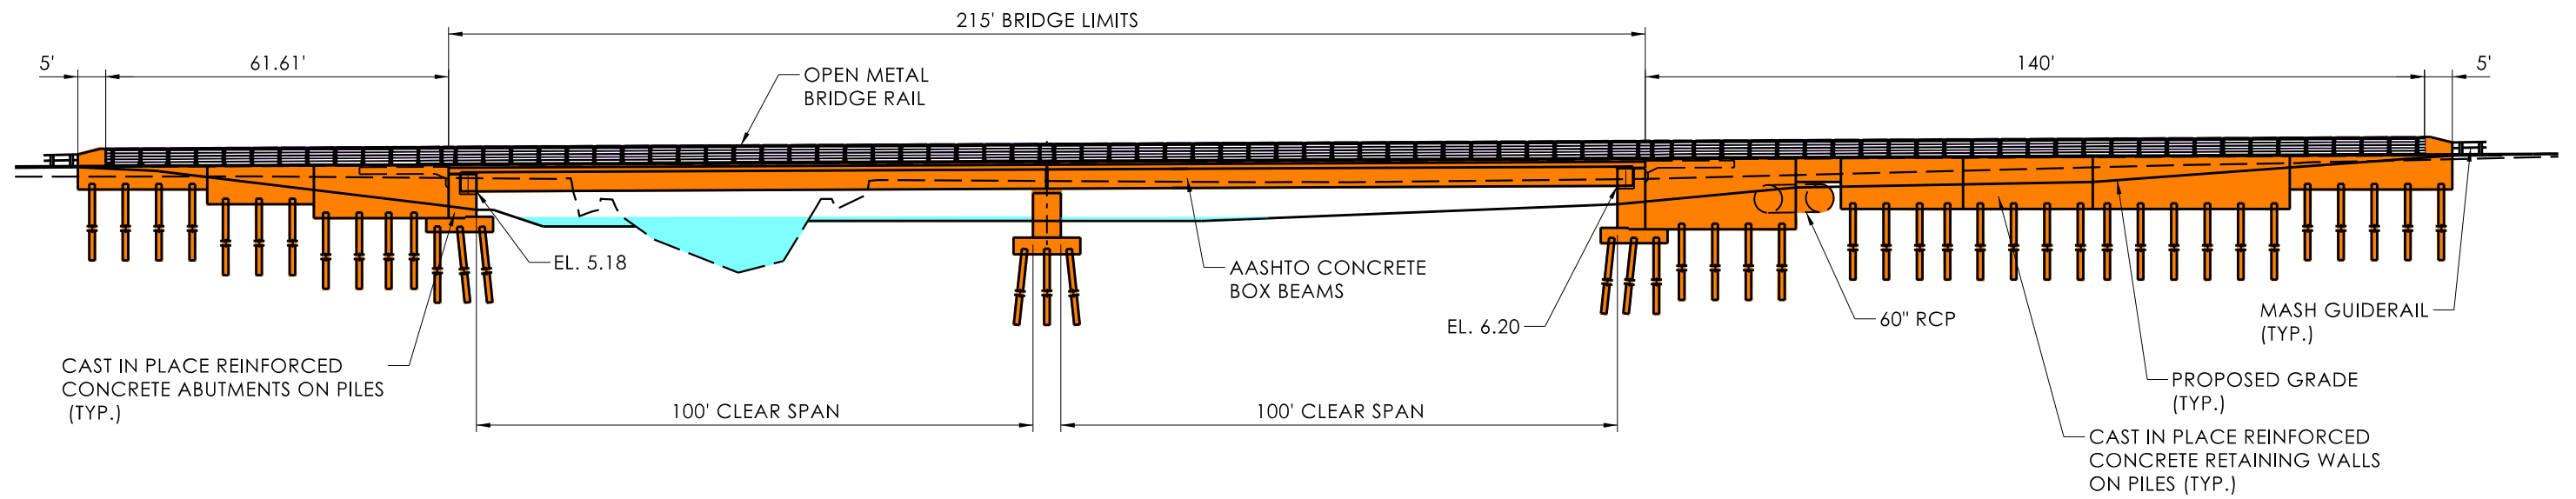 215' BRIDGE LIMITS
5'
61.61'
140'
5'
OPEN METAL
BRIDGE RAIL
EL. 5.18
AASHTO CONCRETE
BOX BEAMS
EL. 6.20
60" RCP
MASH GUIDERAIL
(TYP.)
CAST IN PLACE REINFORCED
CONCRETE ABUTMENTS ON PILES
(TYP.)
100' CLEAR SPAN
100' CLEAR SPAN
PROPOSED GRADE
(TYP.)
CAST IN PLACE REINFORCED
CONCRETE RETAINING WALLS
ON PILES (TYP.)